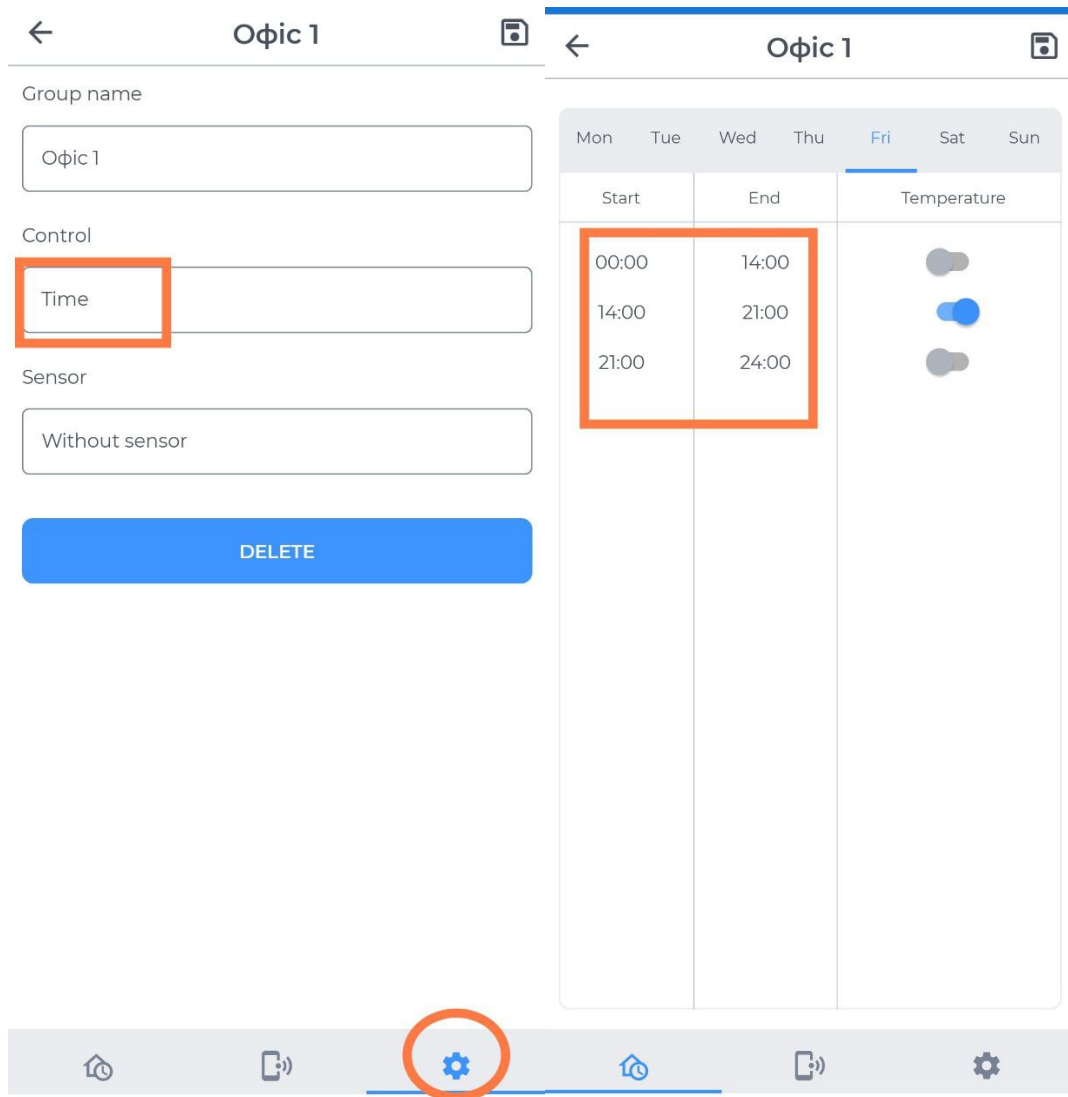 Офіс 1
Group name
Офіс 1
Control
Time
Sensor
Without sensor
DELETE
Офіс 1
Mon Tue Wed Thu Fri Sat Sun
Start End Temperature
00:00 14:00
14:00 21:00
21:00 24:00